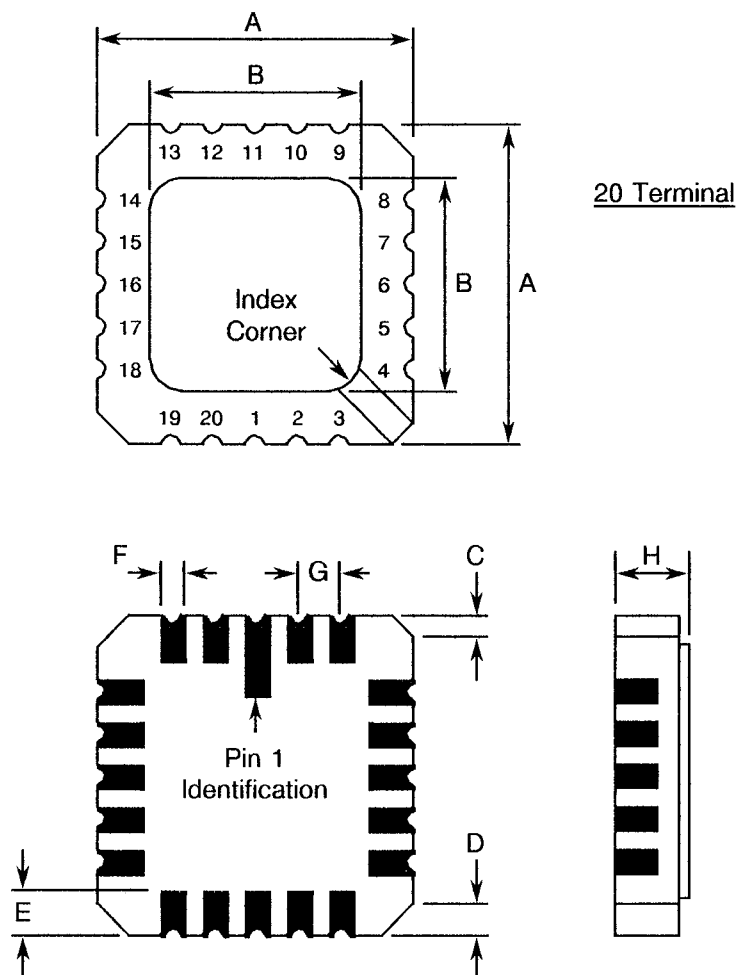 A
B
13 12 11 10 9
14 8
20 Terminal
15 7
16 6
B A
Index
Corner
17 5
18 4
19 20 1 2 3
F G C H
Pin 1
Identification
D
E